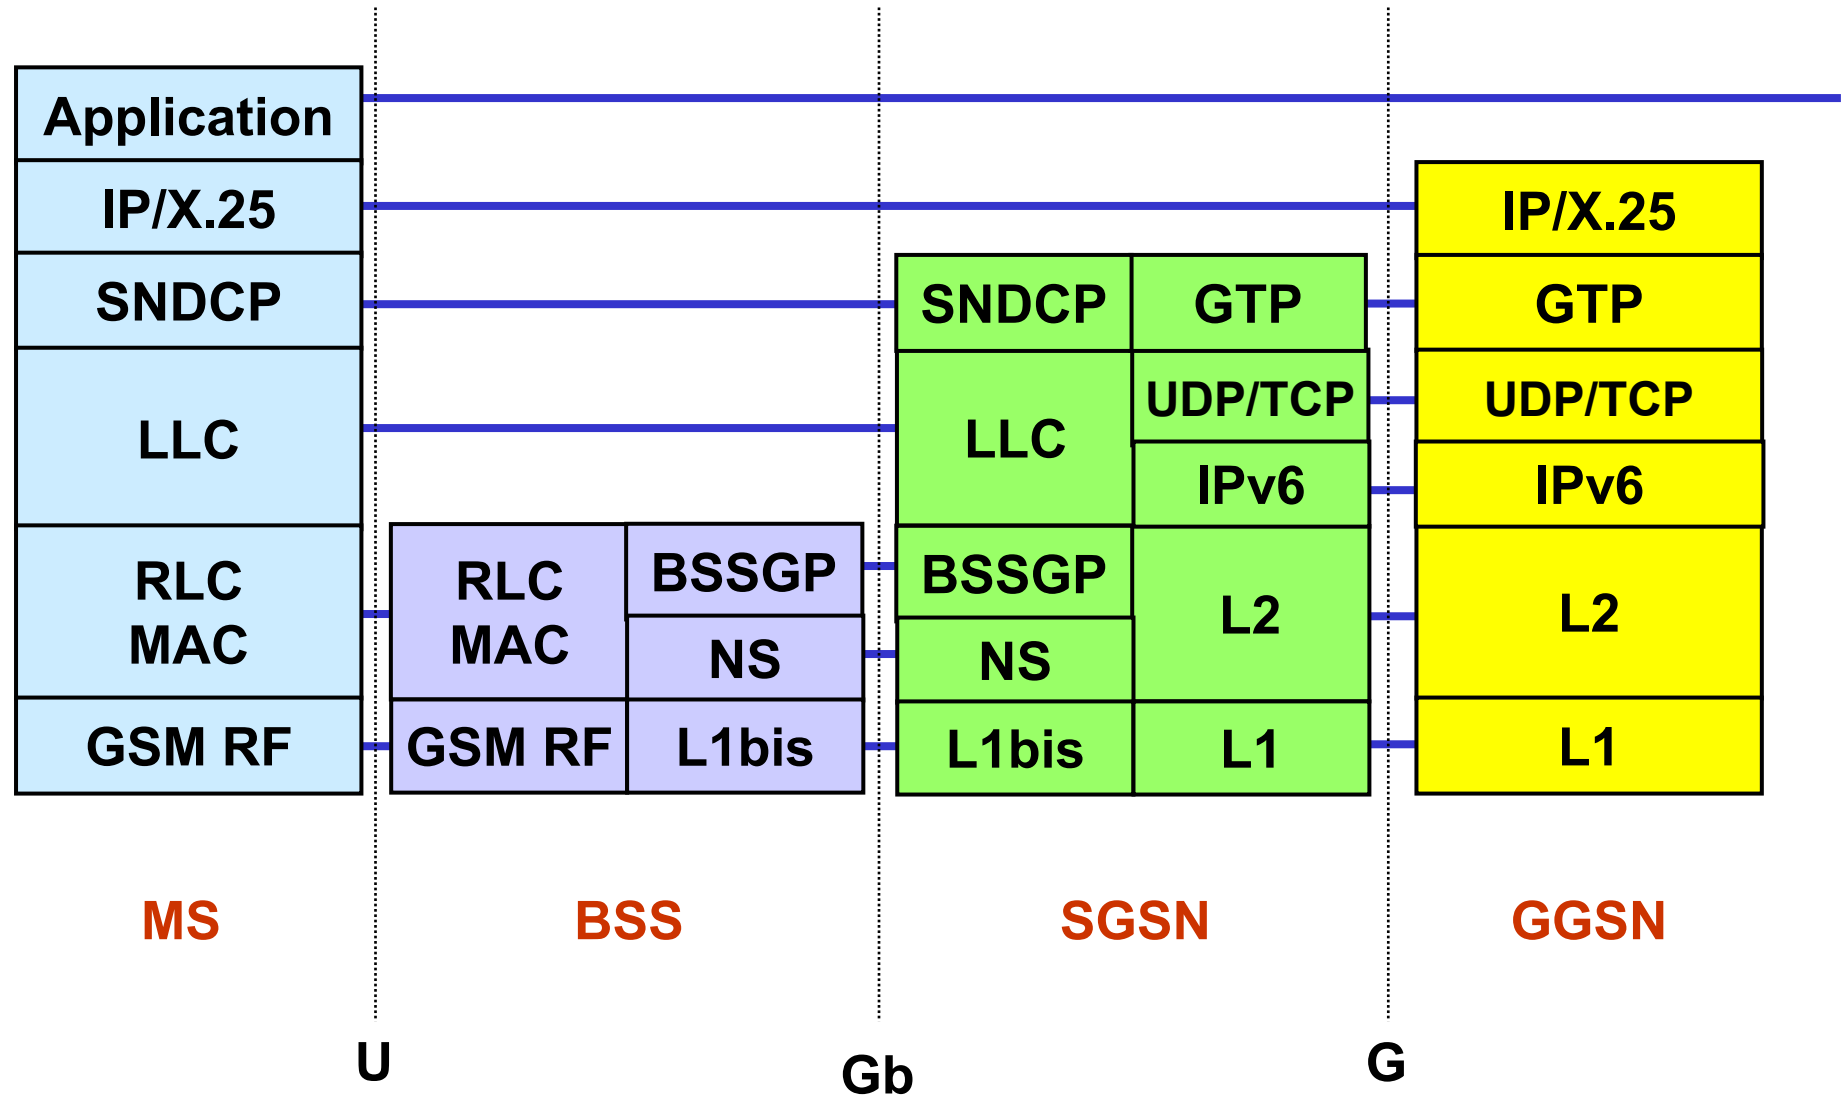 Application
IP/X.25
SNDCP
LLC
RLC
MAC
GSM RF
RLC
MAC
GSM RF
BSSGP
NS
L1bis
SNDCP
LLC
BSSGP
NS
L1bis
GTP
UDP/TCP
IPv6
L2
L1
IP/X.25
GTP
UDP/TCP
IPv6
L2
L1
MS
BSS
SGSN
GGSN
U
Gb
G